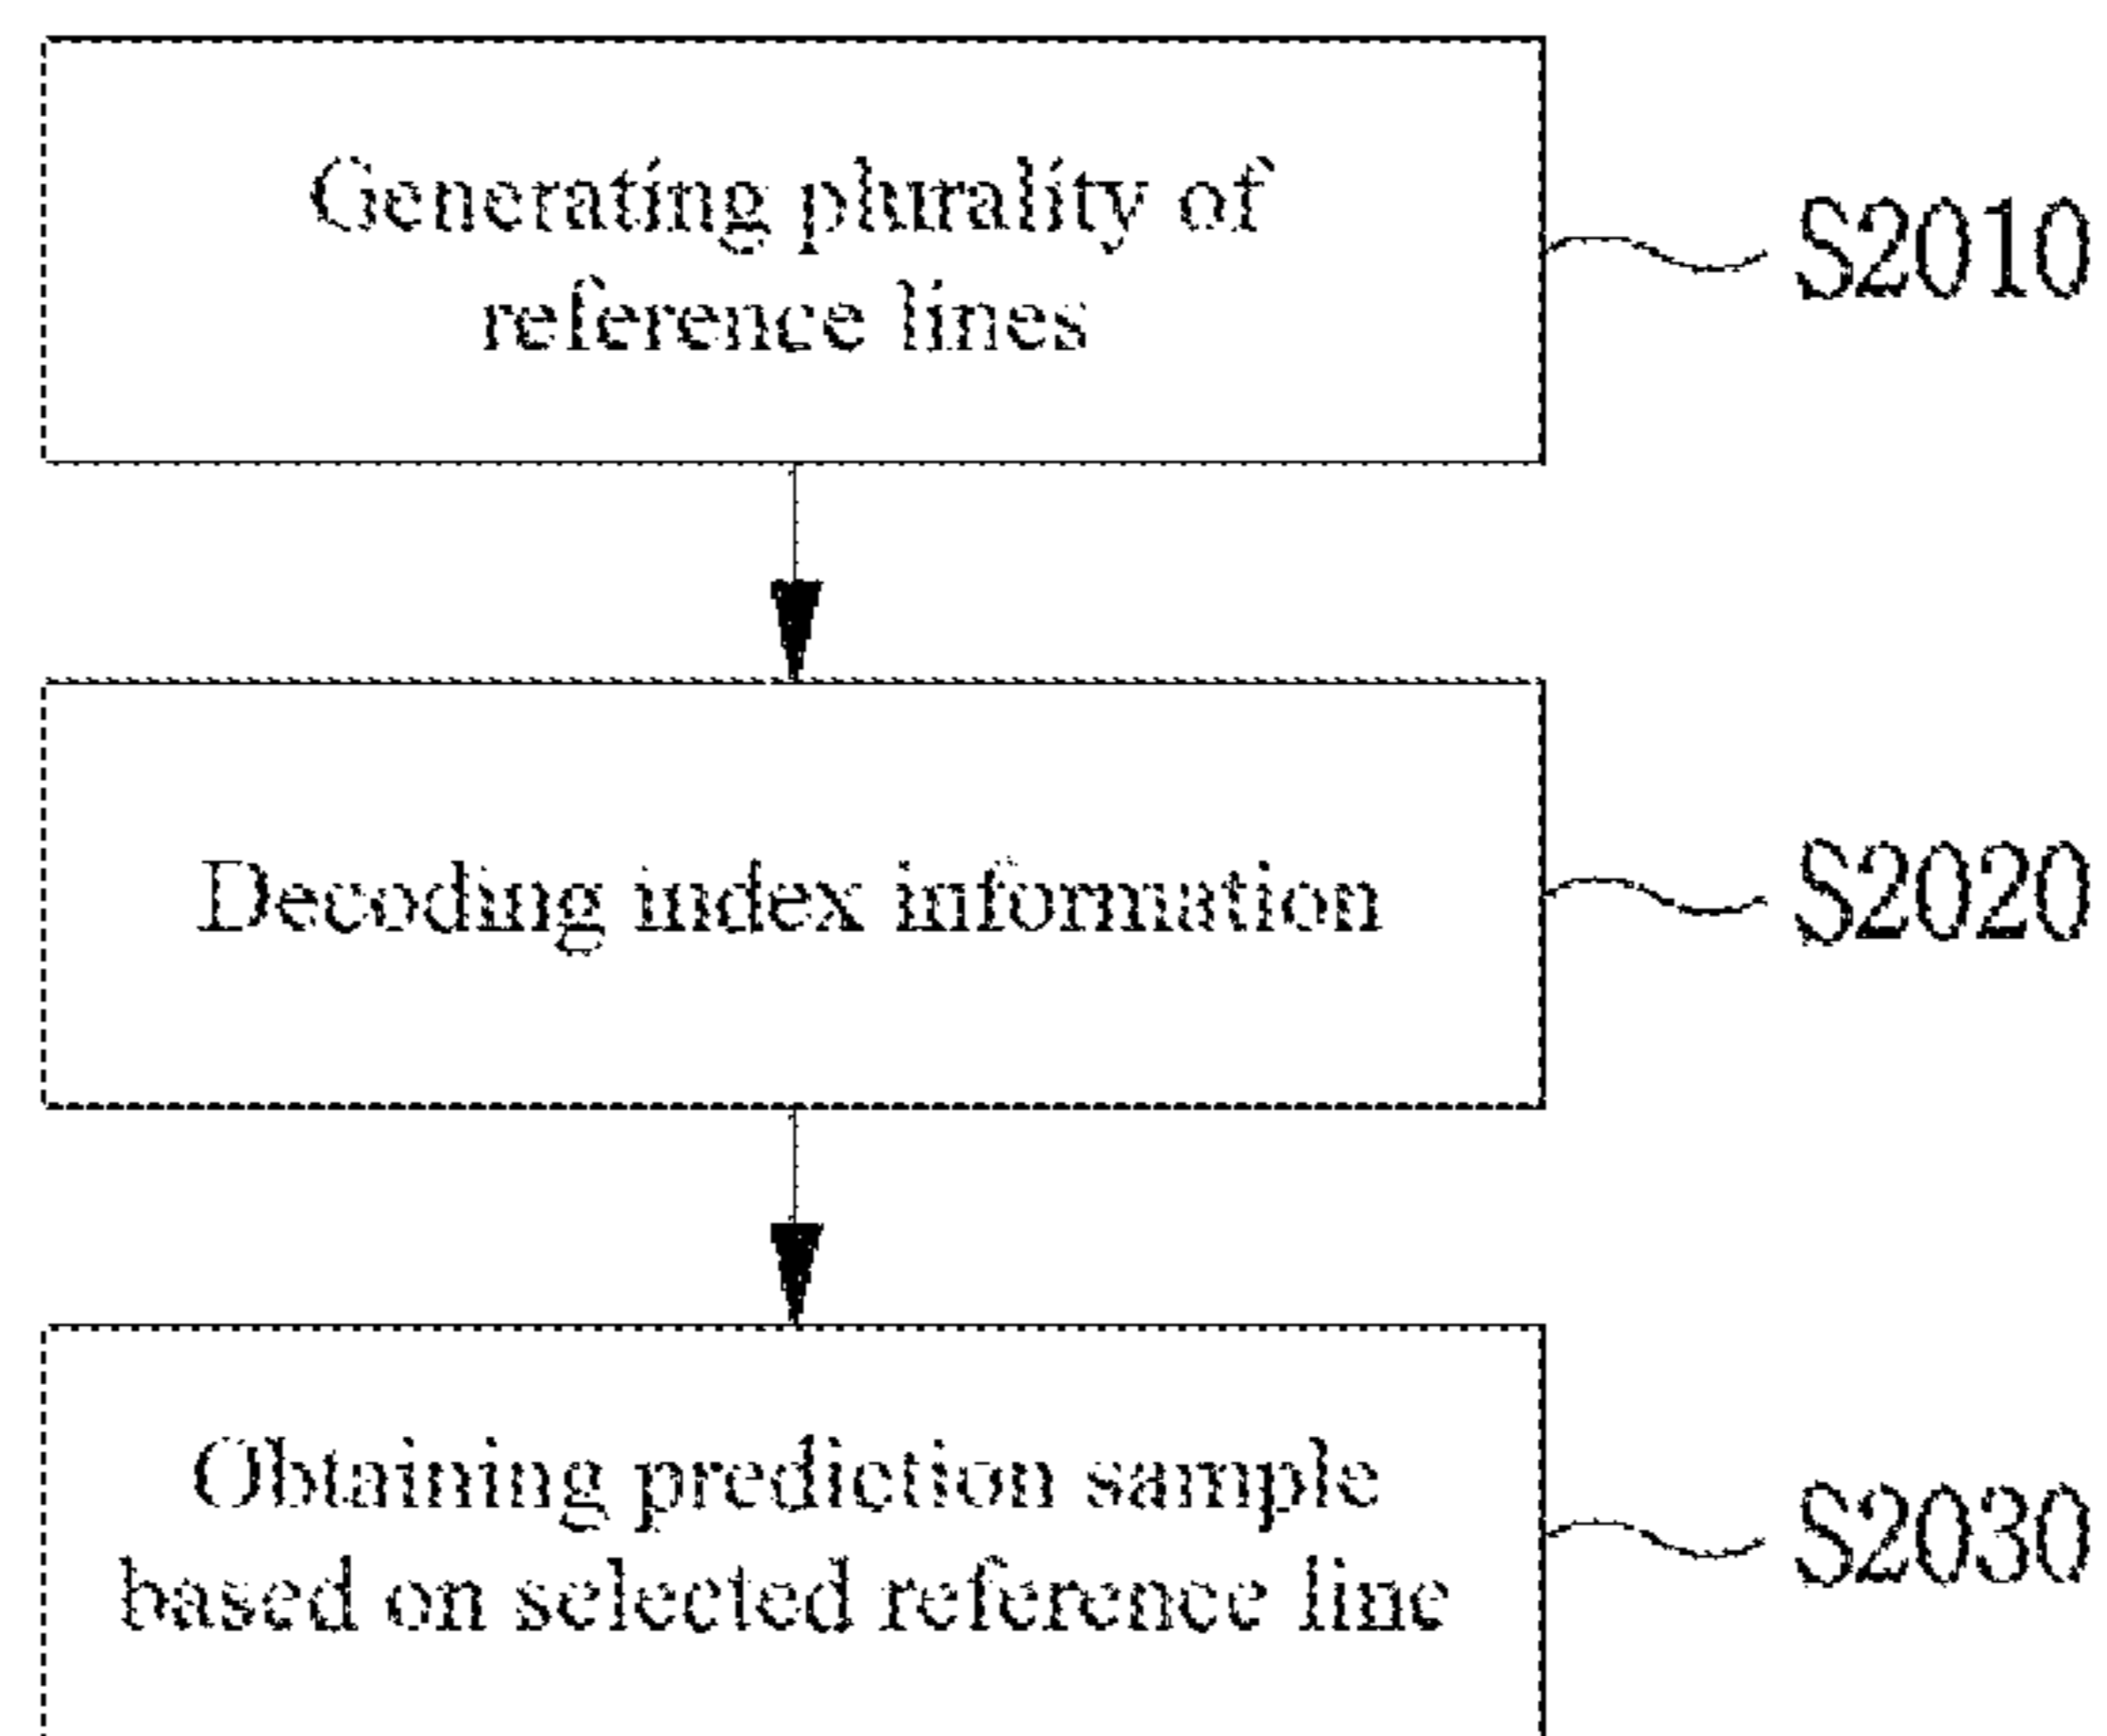 Generating plurality of
reference lines
S2010
Decoding index information
S2020
Obtaining prediction sample
based on selected reference line
S2030